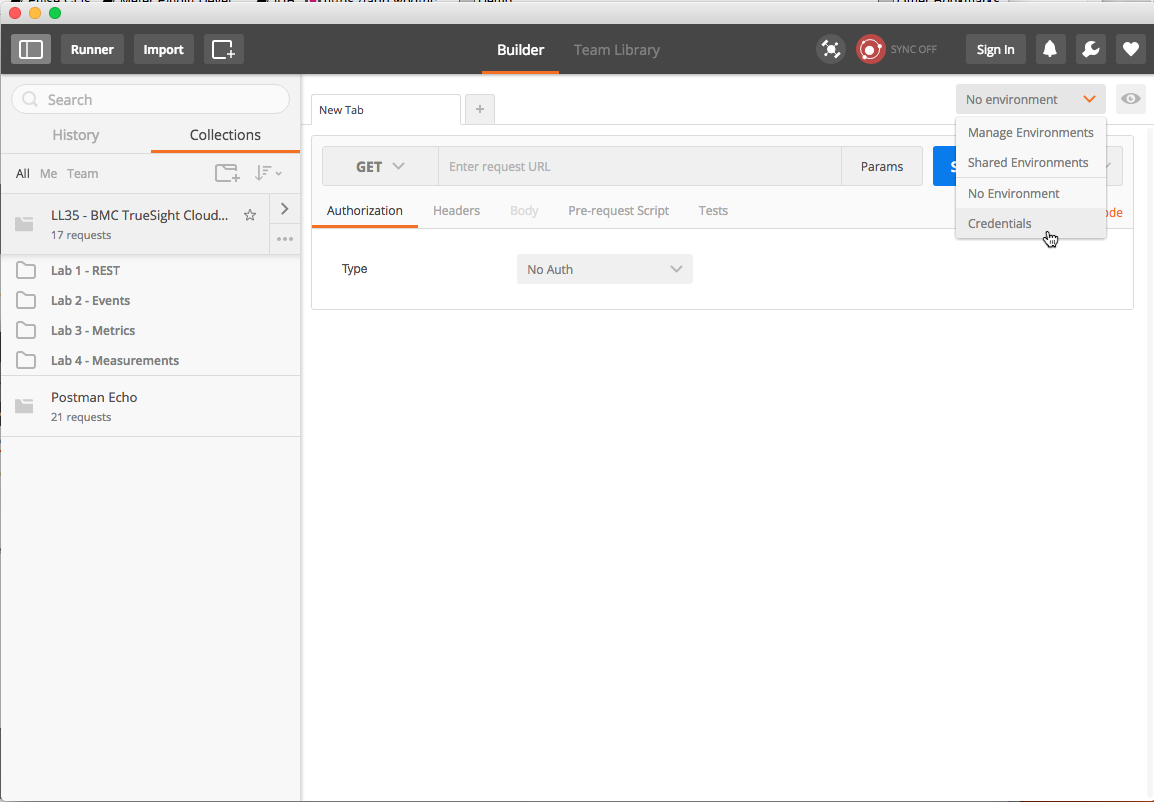 Other Bookmarks
Runner
Import
Builder
Team Library
SYNC OFF
Sign In
Search
History
Collections
All Me Team
LL35 - BMC TrueSight Cloud...
17 requests
Lab 1 - REST
Lab 2 - Events
Lab 3 - Metrics
Lab 4 - Measurements
Postman Echo
21 requests
New Tab
No environment
Manage Environments
Shared Environments
No Environment
Credentials
GET
Enter request URL
Params
S
Authorization
Headers
Body
Pre-request Script
Tests
ode
Type
No Auth